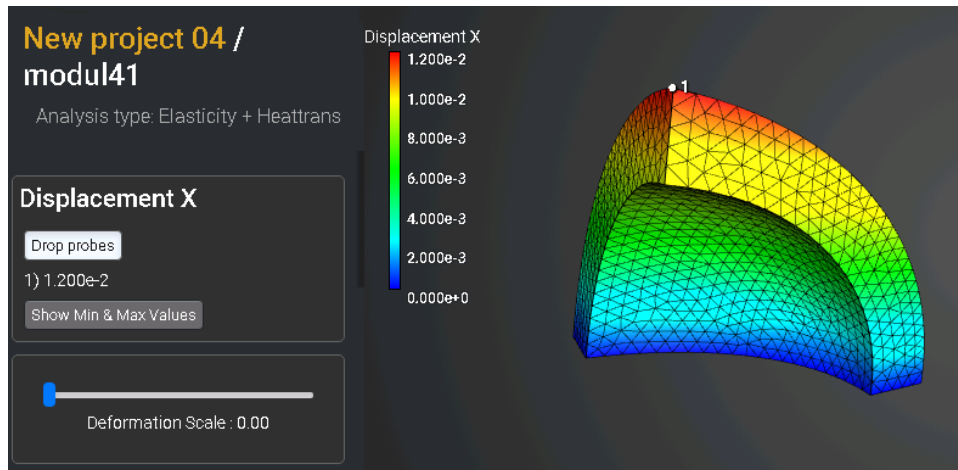 New project 04 /
modul41
Analysis type: Elasticity + Heattrans
Displacement X
Drop probes
1) 1.200e-2
Show Min & Max Values
Deformation Scale : 0.00
Displacement X
1.200e-2
1.000e-2
8.000e-3
6.000e-3
4.000e-3
2.000e-3
0.000e+0
1